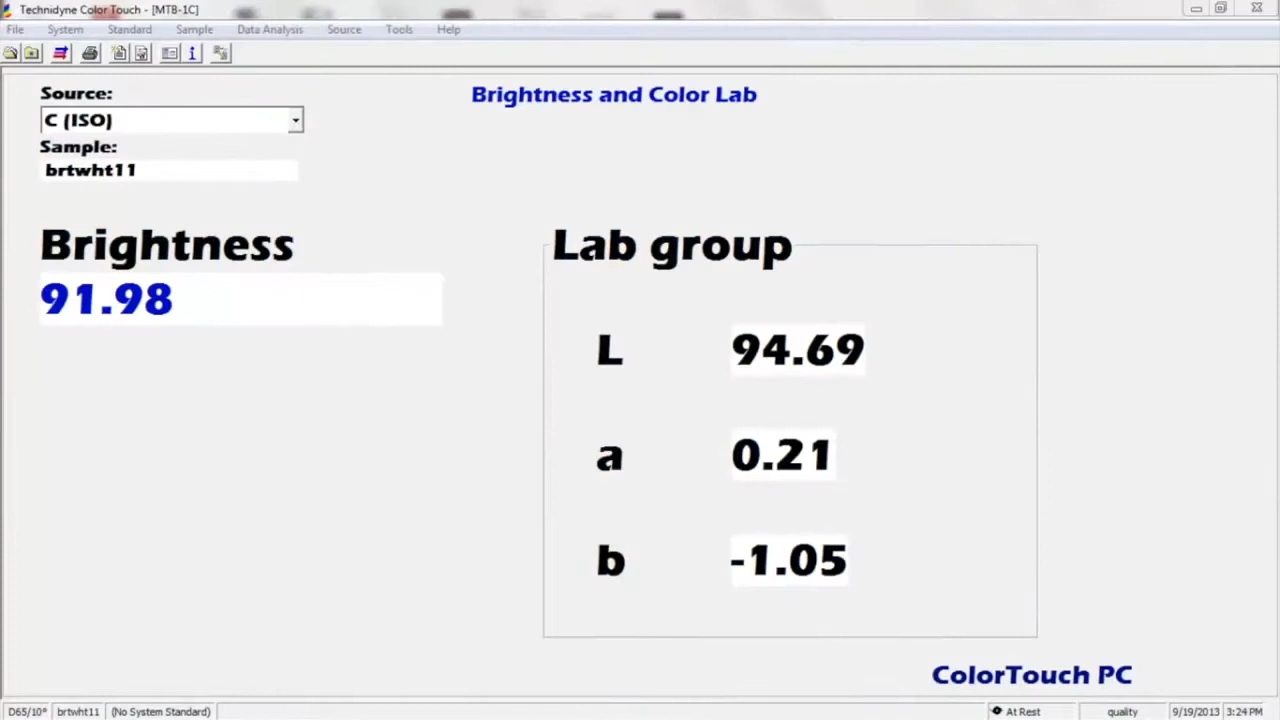 Technidyne Color Touch - [MTB-1C]
File System Standard Sample Data Analysis Source Tools Help
Source:
Brightness and Color Lab
C (ISO)
Sample:
brtwht11
Brightness
91.98
Lab group
L 94.69
a 0.21
b -1.05
ColorTouch PC
D65/10° brtwht11 (No System Standard) At Rest quality 9/19/2013 3:24 PM